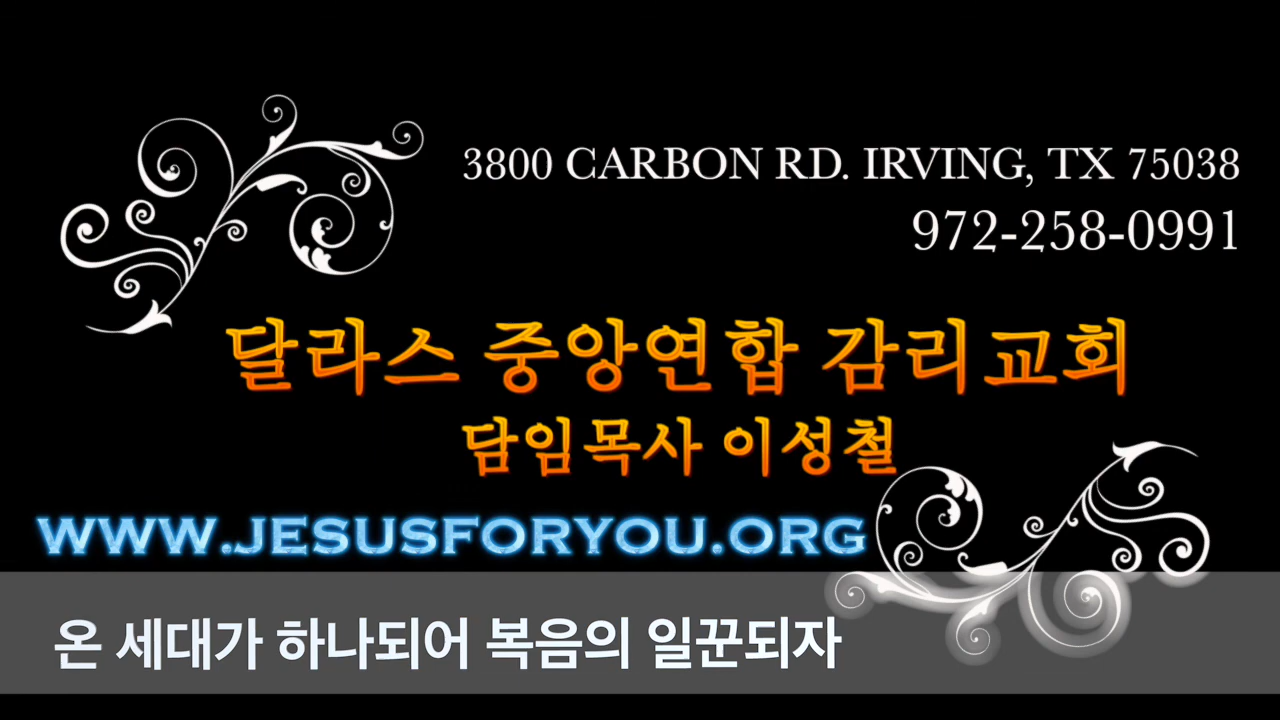 3800 CARBON RD. IRVING, TX 75038
972-258-0991
달라스 중앙연합 감리교회
담임목사 이성철
WWW.JESUSFORYOU.ORG
온 세대가 하나되어 복음의 일꾼되자